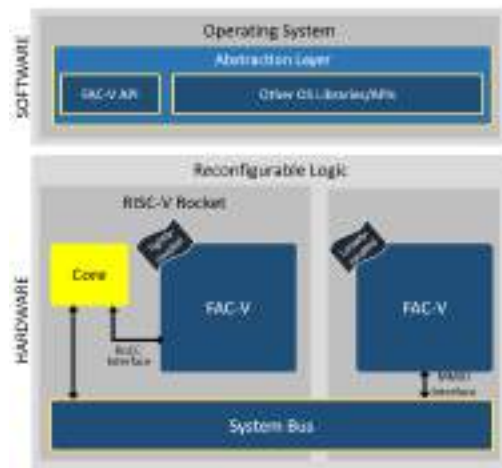 SOFTWARE
Operating System
Abstraction Layer
FAC-V API
Other OS Libraries/APIs
HARDWARE
Reconfigurable Logic
RISC-V Rocket
Core
FAC-V
FAC-V
Interface
Interface
System Bus